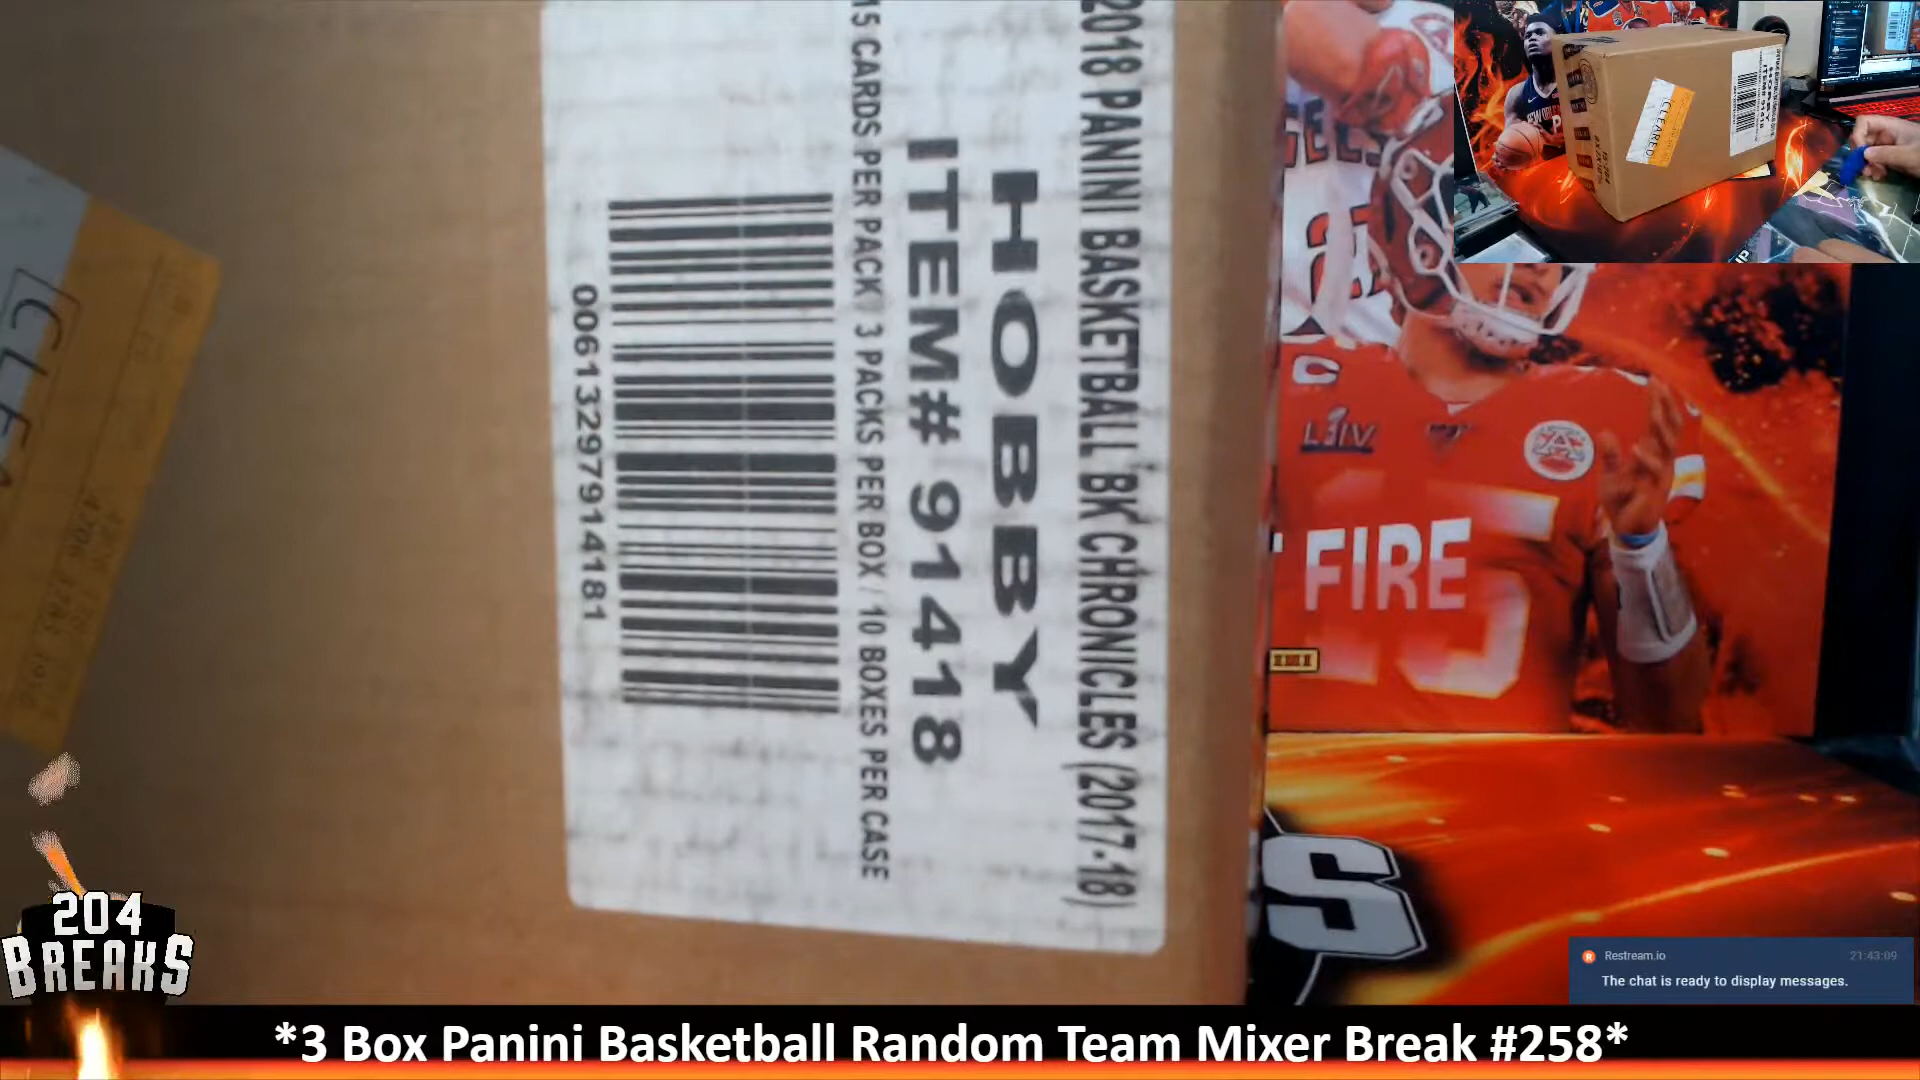 2018 PANINI BASKETBALL BK CHRONICLES (2017-18)
HOBBY
ITEM# 91418
15 CARDS PER PACK / 3 PACKS PER BOX / 10 BOXES PER CASE
00613297914181
CLEARED
C
LIV
FIRE
S
204
BREAKS
Restream.io
21:43:09
The chat is ready to display messages.
*3 Box Panini Basketball Random Team Mixer Break #258*